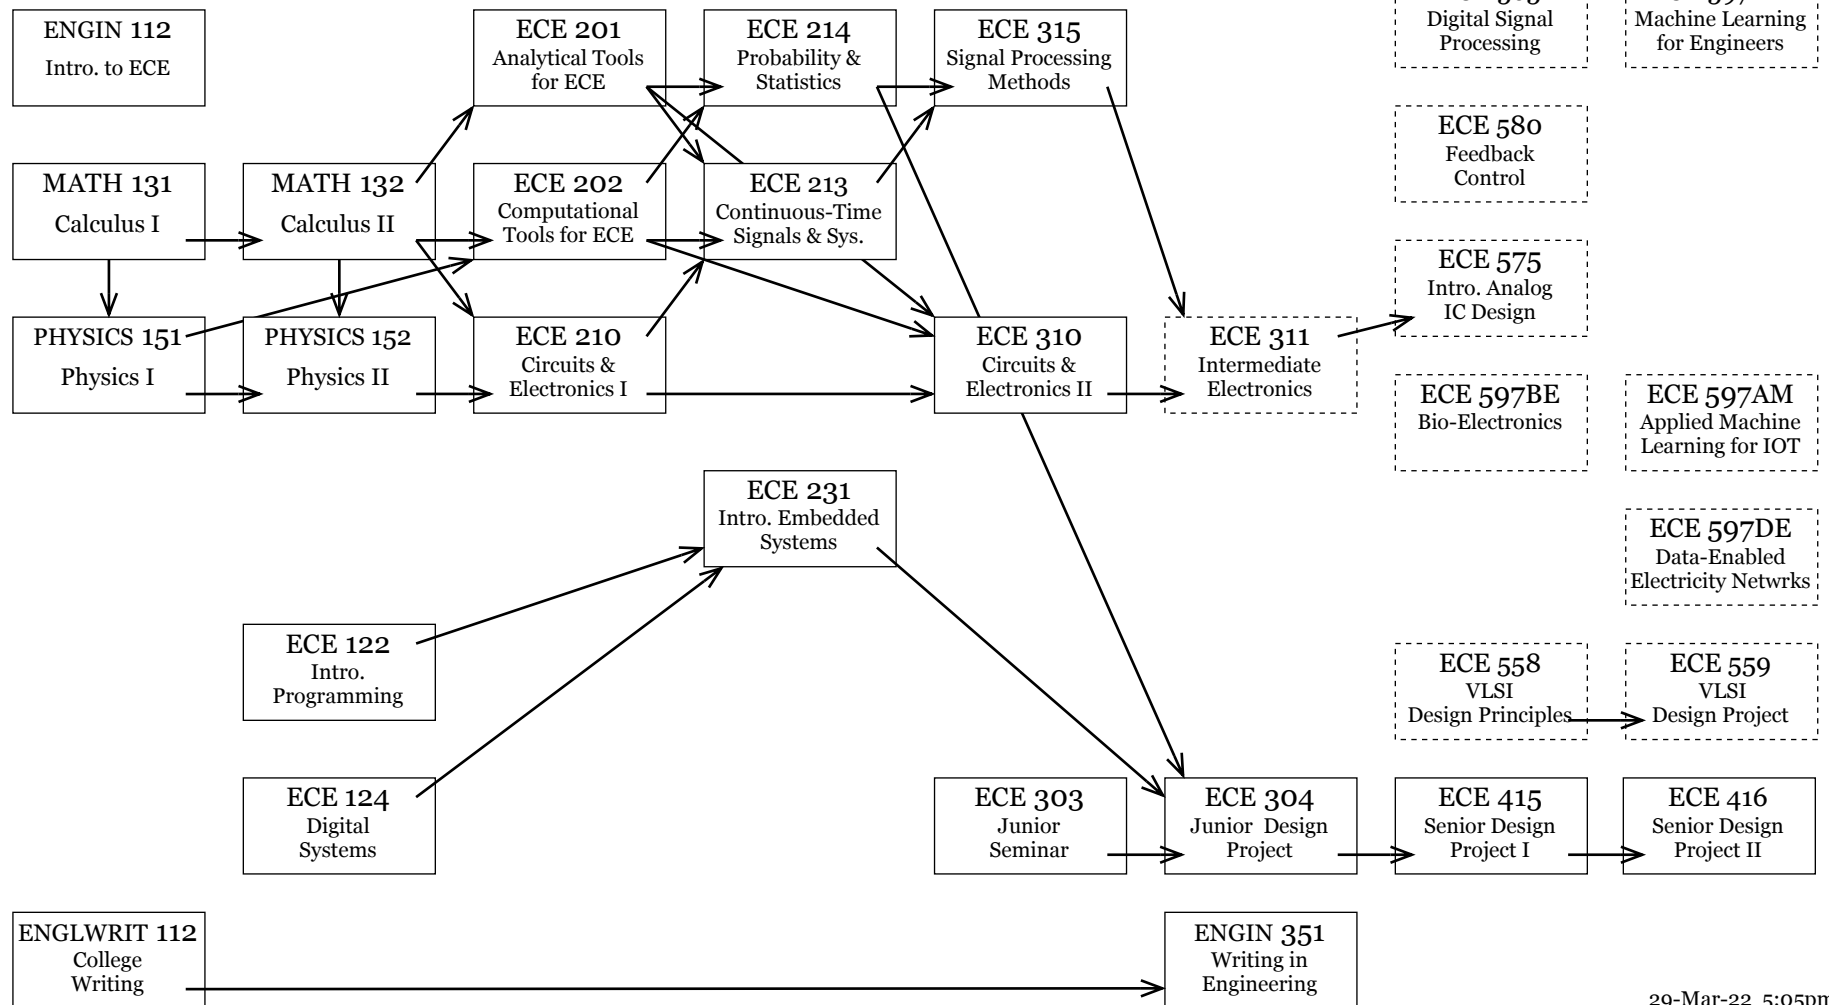 ENGIN 112
Intro. to ECE
ECE 201
Analytical Tools
for ECE
ECE 214
Probability &
Statistics
ECE 315
Signal Processing
Methods
Digital Signal
Processing
Machine Learning
for Engineers
ECE 580
Feedback
Control
MATH 131
Calculus I
MATH 132
Calculus II
ECE 202
Computational
Tools for ECE
ECE 213
Continuous-Time
Signals & Sys.
ECE 575
Intro. Analog
IC Design
PHYSICS 151
Physics I
PHYSICS 152
Physics II
ECE 210
Circuits &
Electronics I
ECE 310
Circuits &
Electronics II
ECE 311
Intermediate
Electronics
ECE 597BE
Bio-Electronics
ECE 597AM
Applied Machine
Learning for IOT
ECE 231
Intro. Embedded
Systems
ECE 597DE
Data-Enabled
Electricity Netwrks
ECE 122
Intro.
Programming
ECE 558
VLSI
Design Principles
ECE 559
VLSI
Design Project
ECE 124
Digital
Systems
ECE 303
Junior
Seminar
ECE 304
Junior Design
Project
ECE 415
Senior Design
Project I
ECE 416
Senior Design
Project II
ENGLWRIT 112
College
Writing
ENGIN 351
Writing in
Engineering
29-Mar-22 5:05pm